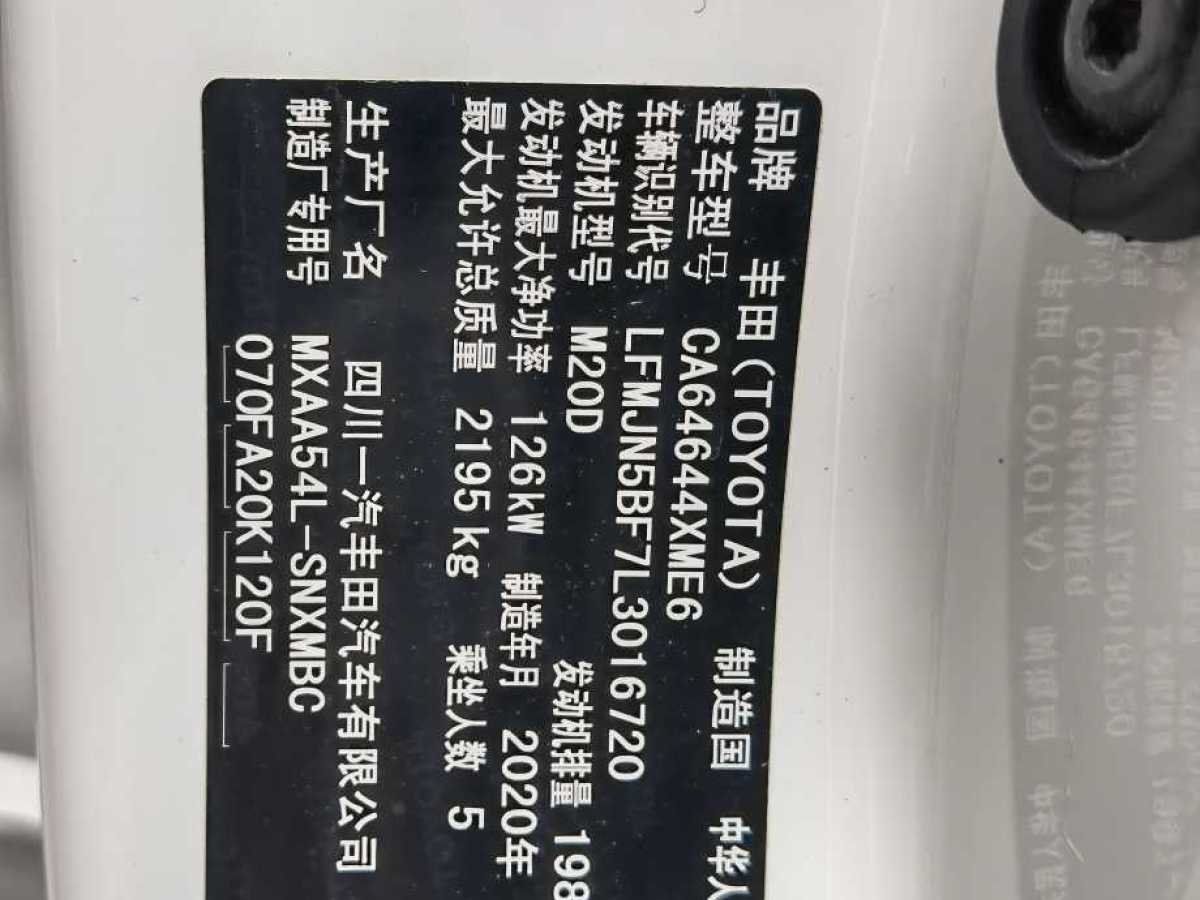 品牌 丰田(TOYOTA) 制造国 中华人
整车型号 CA64644XME6
车辆识别代号 LFMJN5BF7L3016720
发动机型号 M20D 发动机排量 198
发动机最大净功率 126kW 制造年月 2020年
最大允许总质量 2195kg 乘坐人数 5
生产厂名 四川一汽丰田汽车有限公司
制造厂专用号 MXAA54L-SNXMBC
070FA20K120F